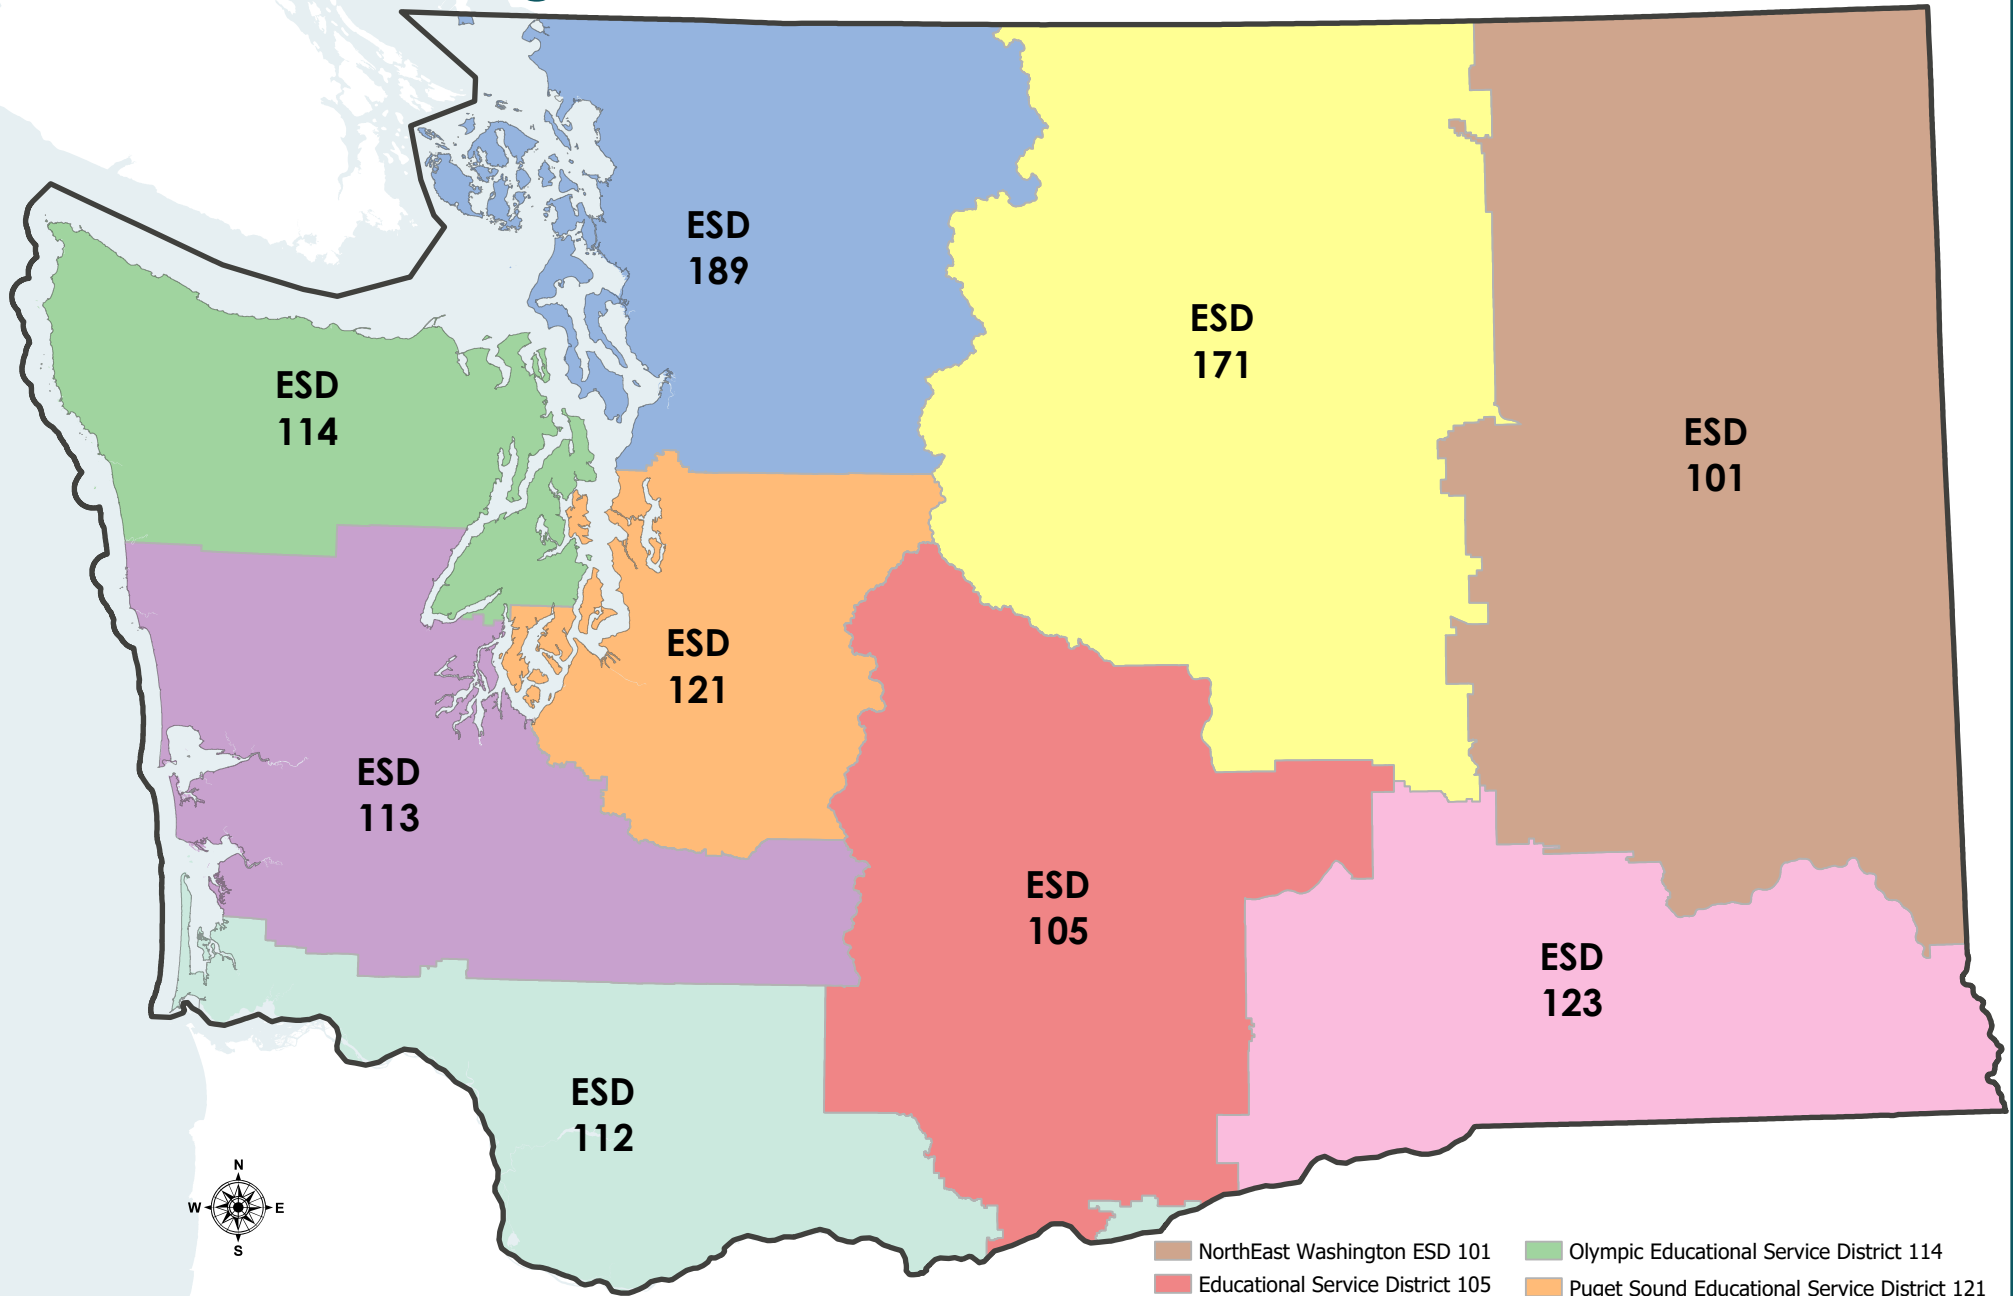 ESD
189
ESD
171
ESD
114
ESD
101
ESD
121
ESD
113
ESD
105
ESD
123
ESD
112
N
W E
S
NorthEast Washington ESD 101
Olympic Educational Service District 114
Educational Service District 105
Puget Sound Educational Service District 121